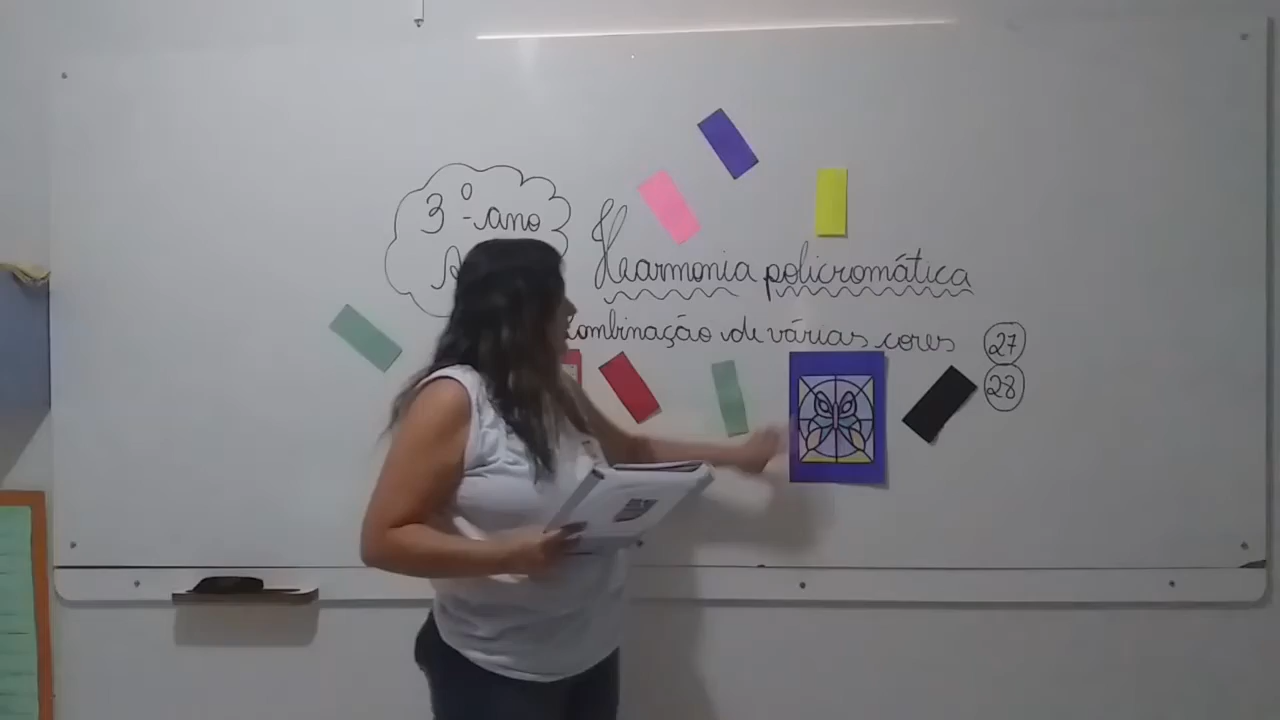 3º ano
Harmonia policromática
combinação de várias cores
27
28